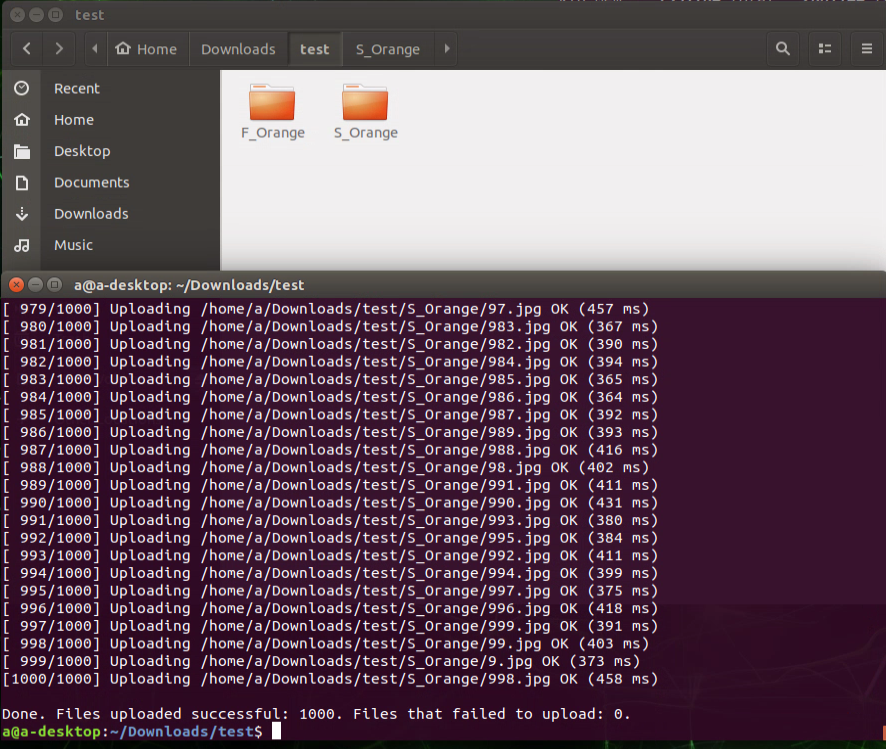 test
Home Downloads test S_Orange
Recent
Home
Desktop
Documents
Downloads
Music
F_Orange S_Orange
a@a-desktop: ~/Downloads/test
[ 979/1000] Uploading /home/a/Downloads/test/S_Orange/97.jpg OK (457 ms)
[ 980/1000] Uploading /home/a/Downloads/test/S_Orange/983.jpg OK (367 ms)
[ 981/1000] Uploading /home/a/Downloads/test/S_Orange/982.jpg OK (390 ms)
[ 982/1000] Uploading /home/a/Downloads/test/S_Orange/984.jpg OK (394 ms)
[ 983/1000] Uploading /home/a/Downloads/test/S_Orange/985.jpg OK (365 ms)
[ 984/1000] Uploading /home/a/Downloads/test/S_Orange/986.jpg OK (364 ms)
[ 985/1000] Uploading /home/a/Downloads/test/S_Orange/987.jpg OK (392 ms)
[ 986/1000] Uploading /home/a/Downloads/test/S_Orange/989.jpg OK (393 ms)
[ 987/1000] Uploading /home/a/Downloads/test/S_Orange/988.jpg OK (416 ms)
[ 988/1000] Uploading /home/a/Downloads/test/S_Orange/98.jpg OK (402 ms)
[ 989/1000] Uploading /home/a/Downloads/test/S_Orange/991.jpg OK (411 ms)
[ 990/1000] Uploading /home/a/Downloads/test/S_Orange/990.jpg OK (431 ms)
[ 991/1000] Uploading /home/a/Downloads/test/S_Orange/993.jpg OK (380 ms)
[ 992/1000] Uploading /home/a/Downloads/test/S_Orange/995.jpg OK (384 ms)
[ 993/1000] Uploading /home/a/Downloads/test/S_Orange/992.jpg OK (411 ms)
[ 994/1000] Uploading /home/a/Downloads/test/S_Orange/994.jpg OK (399 ms)
[ 995/1000] Uploading /home/a/Downloads/test/S_Orange/997.jpg OK (375 ms)
[ 996/1000] Uploading /home/a/Downloads/test/S_Orange/996.jpg OK (418 ms)
[ 997/1000] Uploading /home/a/Downloads/test/S_Orange/999.jpg OK (391 ms)
[ 998/1000] Uploading /home/a/Downloads/test/S_Orange/99.jpg OK (403 ms)
[ 999/1000] Uploading /home/a/Downloads/test/S_Orange/9.jpg OK (373 ms)
[1000/1000] Uploading /home/a/Downloads/test/S_Orange/998.jpg OK (458 ms)
Done. Files uploaded successful: 1000. Files that failed to upload: 0.
a@a-desktop:~/Downloads/test$